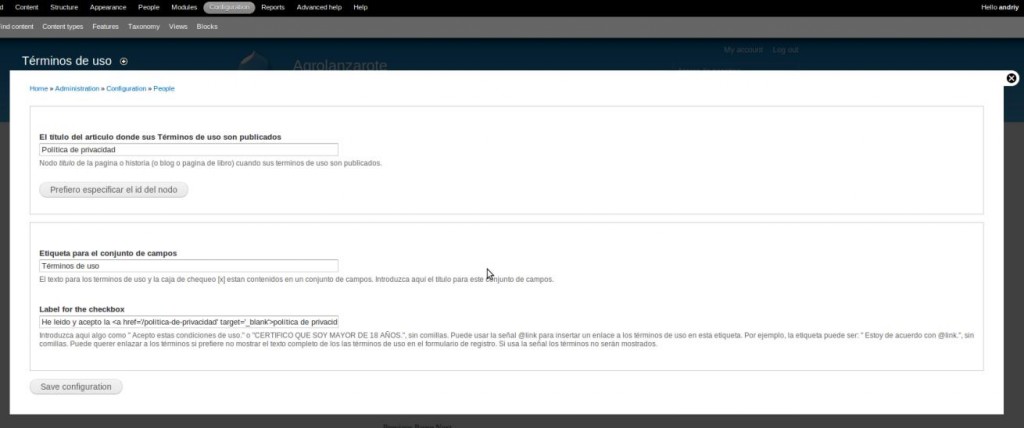 Content Structure Appearance People Modules Configuration Reports Advanced help Help Hello andriy
ind content Content types Features Taxonomy Views Blocks
My account Log out
Términos de uso
Agrolanzarote
Home » Administration » Configuration » People
El titulo del articulo donde sus Términos de uso son publicados
Política de privacidad
Nodo titulo de la pagina o historia (o blog o pagina de libro) cuando sus terminos de uso son publicados.
Prefiero especificar el id del nodo
Etiqueta para el conjunto de campos
Términos de uso
El texto para los terminos de uso y la caja de chequeo [x] estan contenidos en un conjunto de campos. Introduzca aqui el título para este conjunto de campos.
Label for the checkbox
He leido y acepto la <a href='/política-de-privacidad' target='_blank'>política de privacid
Introduzca aqui algo como " Acepto estas condiciones de uso." o "CERTIFICO QUE SOY MAYOR DE 18 AÑOS.", sin comillas. Puede usar la señal @link para insertar un enlace a los términos de uso en esta etiqueta. Por ejemplo, la etiqueta puede ser: " Estoy de acuerdo con @link.", sin
comillas. Puede querer enlazar a los términos si prefiere no mostrar el texto completo de los las términos de uso en el formulario de registro. Si usa la señal los términos no serán mostrados.
Save configuration